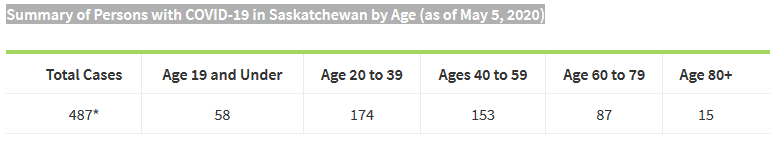 Summary of Persons with COVID-19 in Saskatchewan by Age (as of May 5, 2020)
Total Cases Age 19 and Under Age 20 to 39 Ages 40 to 59 Age 60 to 79 Age 80+
487* 58 174 153 87 15